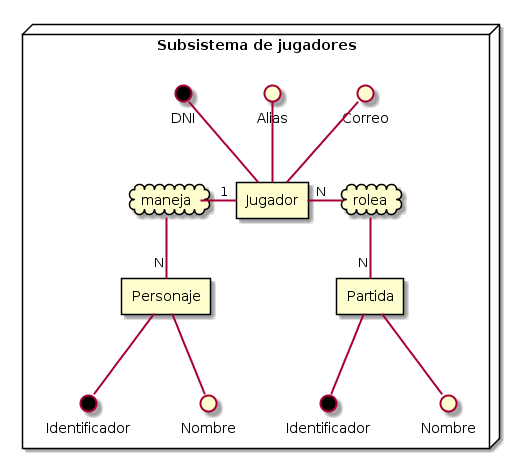 Subsistema de jugadores
DNI
Alias
Correo
maneja
1
Jugador
N
rolea
N
N
Personaje
Partida
Identificador
Nombre
Identificador
Nombre